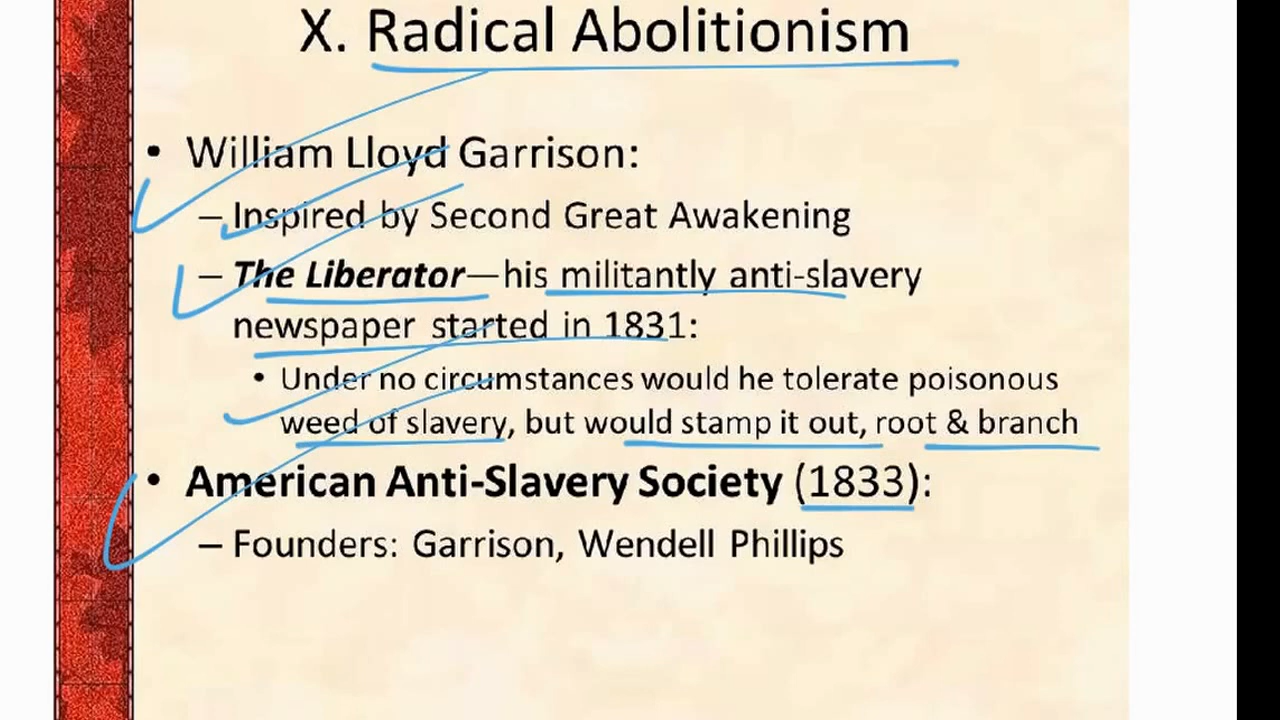 X. Radical Abolitionism
• William Lloyd Garrison:
– Inspired by Second Great Awakening
– The Liberator—his militantly anti-slavery
newspaper started in 1831:
• Under no circumstances would he tolerate poisonous
weed of slavery, but would stamp it out, root & branch
• American Anti-Slavery Society (1833):
– Founders: Garrison, Wendell Phillips